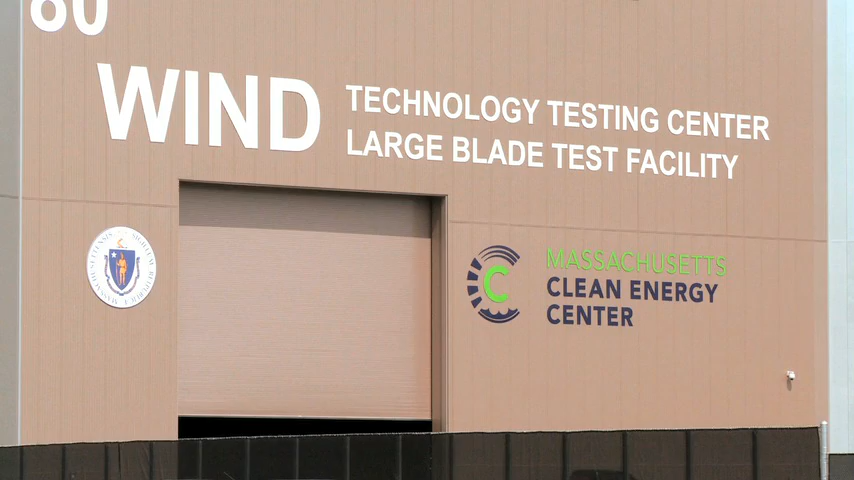 80
WIND
TECHNOLOGY TESTING CENTER
LARGE BLADE TEST FACILITY
MASSACHUSETTS
CLEAN ENERGY
CENTER
C